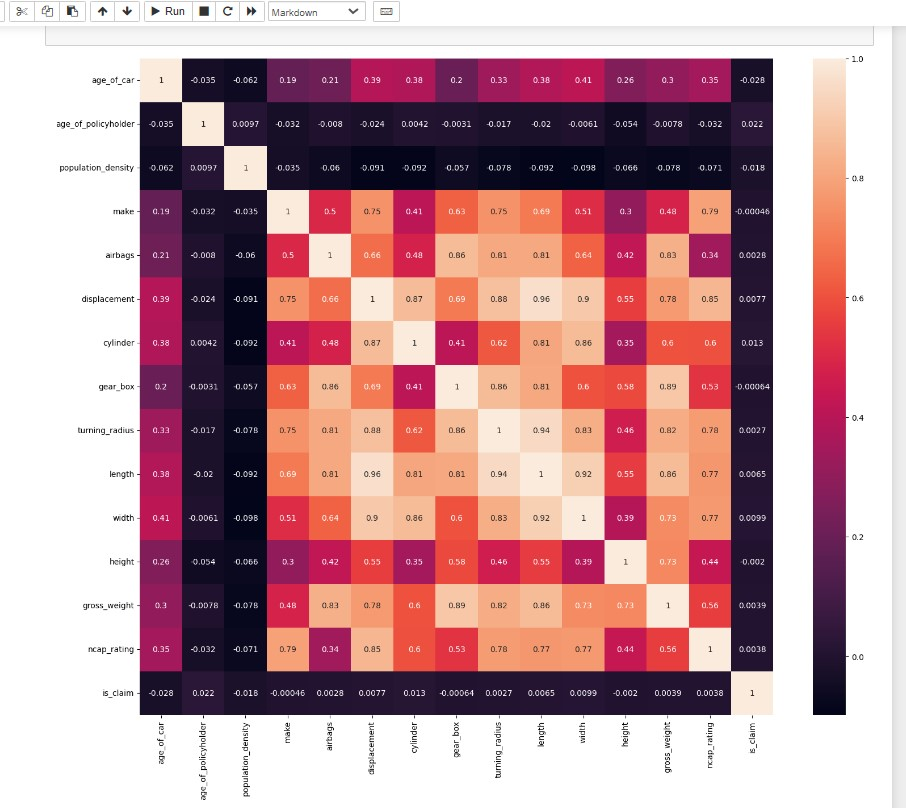 Run Markdown
1.0
age_of_car 1 -0.035 -0.062 0.19 0.21 0.39 0.38 0.2 0.33 0.38 0.41 0.26 0.3 0.35 -0.028
age_of_policyholder -0.035 1 0.0097 -0.032 -0.008 -0.024 0.0042 -0.0031 -0.017 -0.02 -0.0061 -0.054 -0.0078 -0.032 0.022
population_density -0.062 0.0097 1 -0.035 -0.06 -0.091 -0.092 -0.057 -0.078 -0.092 -0.098 -0.066 -0.078 -0.071 -0.018
0.8
make 0.19 -0.032 -0.035 1 0.5 0.75 0.41 0.63 0.75 0.69 0.51 0.3 0.48 0.79 -0.00046
airbags 0.21 -0.008 -0.06 0.5 1 0.66 0.48 0.86 0.81 0.81 0.64 0.42 0.83 0.34 0.0028
displacement 0.39 -0.024 -0.091 0.75 0.66 1 0.87 0.69 0.88 0.96 0.9 0.55 0.78 0.85 0.0077
0.6
cylinder 0.38 0.0042 -0.092 0.41 0.48 0.87 1 0.41 0.62 0.81 0.86 0.35 0.6 0.6 0.013
gear_box 0.2 -0.0031 -0.057 0.63 0.86 0.69 0.41 1 0.86 0.81 0.6 0.58 0.89 0.53 -0.00064
0.4
turning_radius 0.33 -0.017 -0.078 0.75 0.81 0.88 0.62 0.86 1 0.94 0.83 0.46 0.82 0.78 0.0027
length 0.38 -0.02 -0.092 0.69 0.81 0.96 0.81 0.81 0.94 1 0.92 0.55 0.86 0.77 0.0065
width 0.41 -0.0061 -0.098 0.51 0.64 0.9 0.86 0.6 0.83 0.92 1 0.39 0.73 0.77 0.0099
0.2
height 0.26 -0.054 -0.066 0.3 0.42 0.55 0.35 0.58 0.46 0.55 0.39 1 0.73 0.44 -0.002
gross_weight 0.3 -0.0078 -0.078 0.48 0.83 0.78 0.6 0.89 0.82 0.86 0.73 0.73 1 0.56 0.0039
ncap_rating 0.35 -0.032 -0.071 0.79 0.34 0.85 0.6 0.53 0.78 0.77 0.77 0.44 0.56 1 0.0038
0.0
is_claim -0.028 0.022 -0.018 -0.00046 0.0028 0.0077 0.013 -0.00064 0.0027 0.0065 0.0099 -0.002 0.0039 0.0038 1
age_of_car
age_of_policyholder
population_density
make
airbags
displacement
cylinder
gear_box
turning_radius
length
width
height
gross_weight
ncap_rating
is_claim